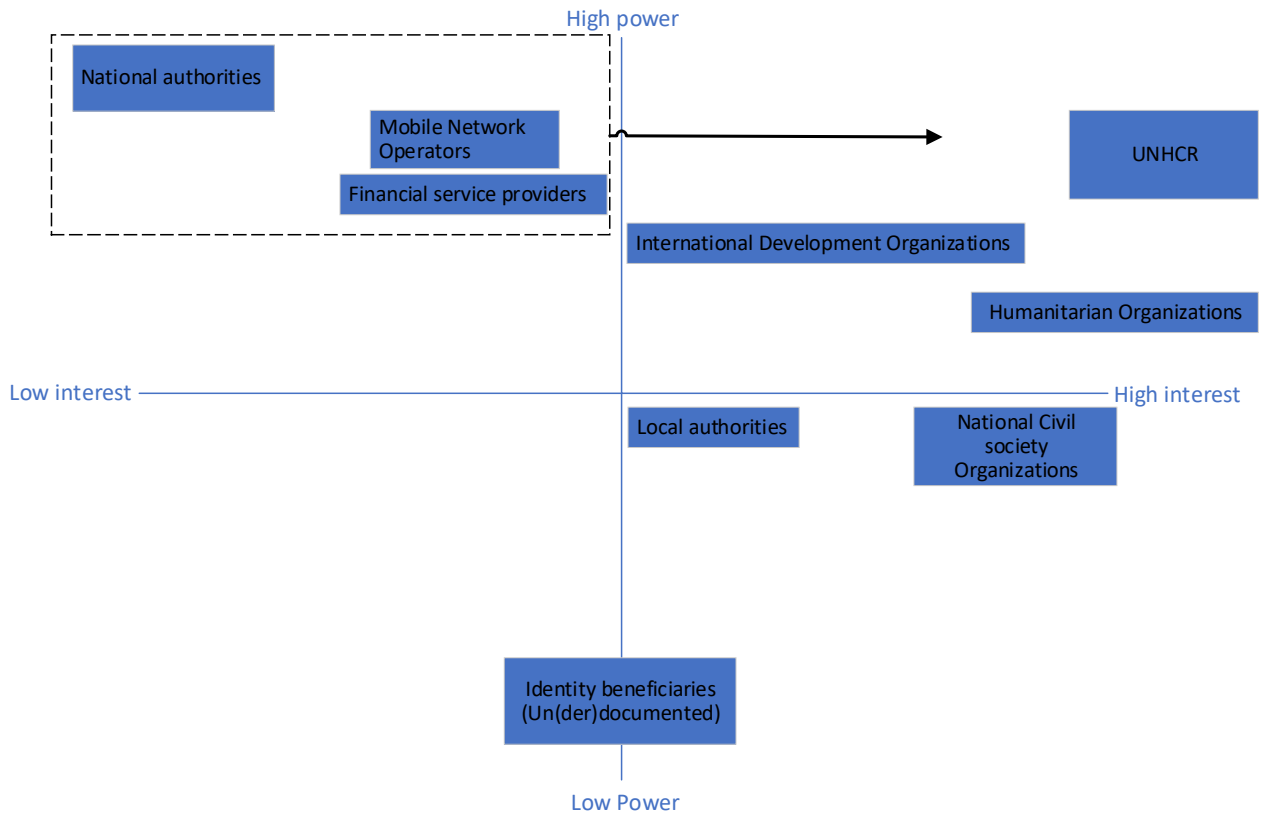 High power
National authorities
Mobile Network
Operators
UNHCR
Financial service providers
International Development Organizations
Humanitarian Organizations
Low interest
High interest
Local authorities
National Civil
society
Organizations
Identity beneficiaries
(Un(der)documented)
Low Power